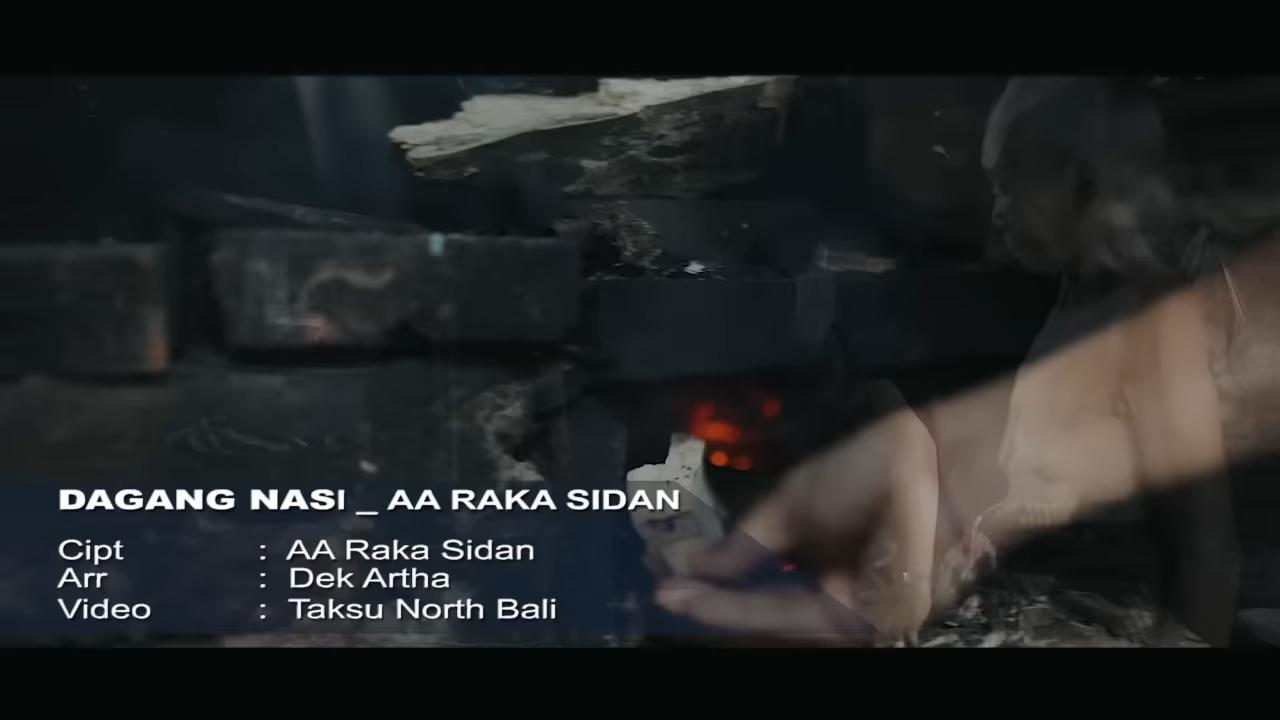 DAGANG NASI _ AA RAKA SIDAN
Cipt : AA Raka Sidan
Arr : Dek Artha
Video : Taksu North Bali